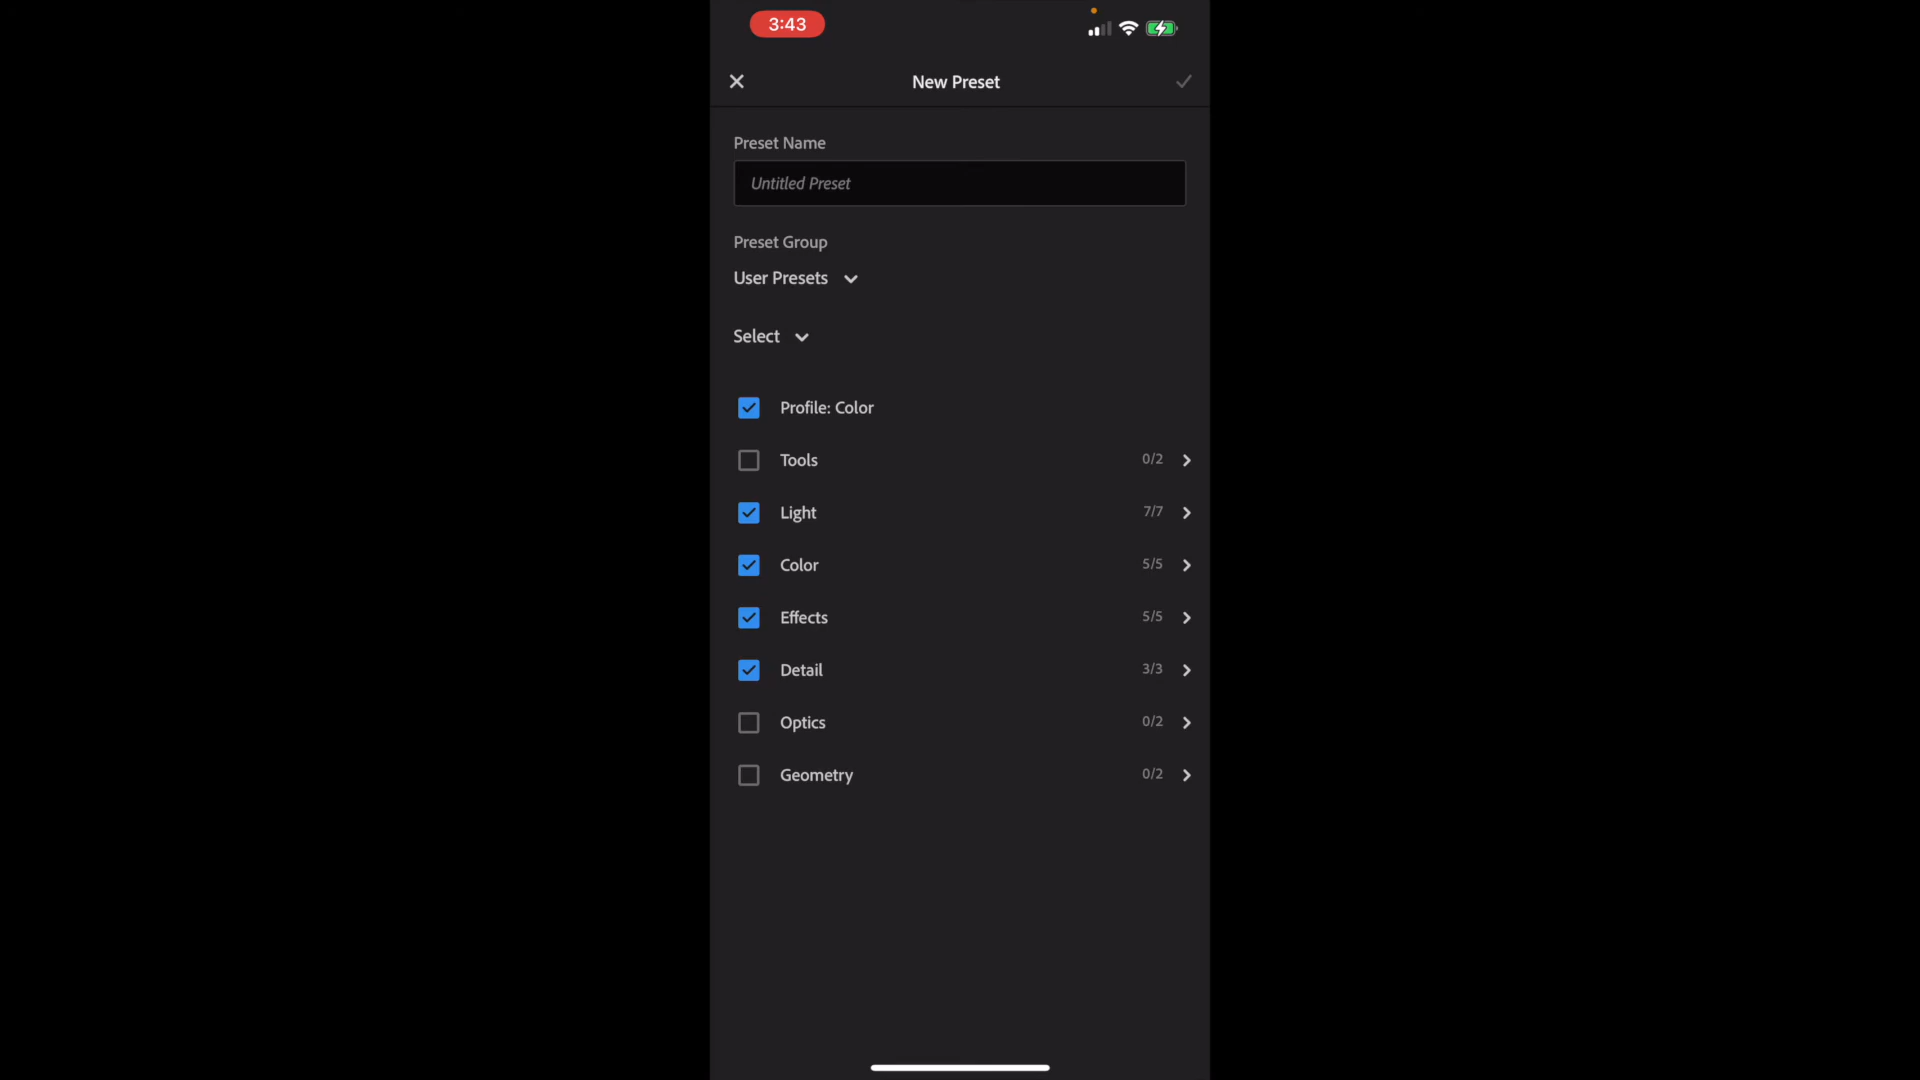 3:43
New Preset
Preset Name
Untitled Preset
Preset Group
User Presets
Select
Profile: Color
Tools 0/2
Light 7/7
Color 5/5
Effects 5/5
Detail 3/3
Optics 0/2
Geometry 0/2